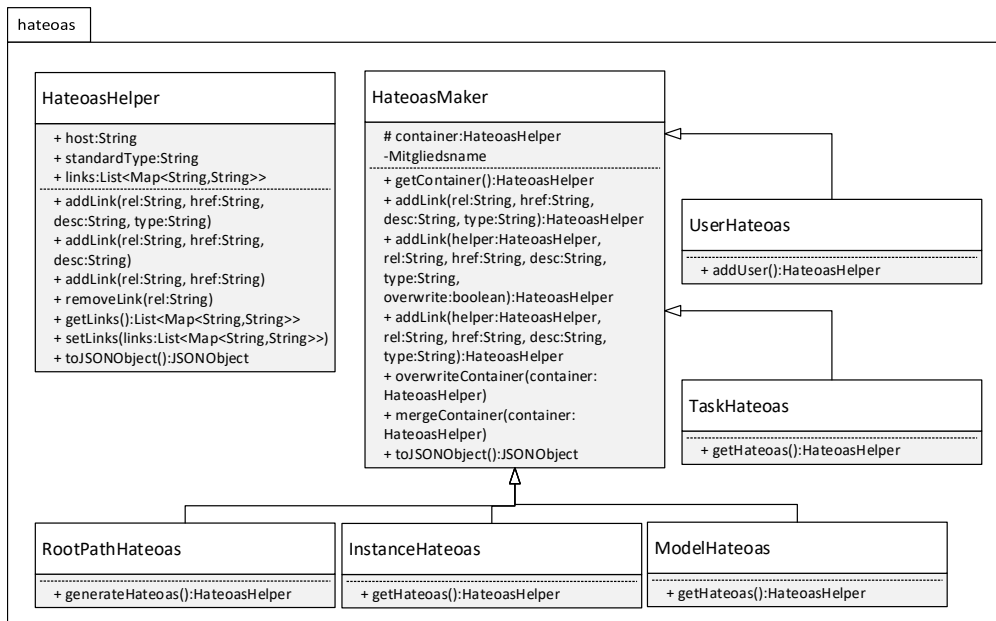 hateoas
HateoasHelper
+ host:String
+ standardType:String
+ links:List<Map<String,String>>
+ addLink(rel:String, href:String,
desc:String, type:String)
+ addLink(rel:String, href:String,
desc:String)
+ addLink(rel:String, href:String)
+ removeLink(rel:String)
+ getLinks():List<Map<String,String>>
+ setLinks(links:List<Map<String,String>>)
+ toJSONObject():JSONObject
HateoasMaker
# container:HateoasHelper
-Mitgliedsname
+ getContainer():HateoasHelper
+ addLink(rel:String, href:String,
desc:String, type:String):HateoasHelper
+ addLink(helper:HateoasHelper,
rel:String, href:String, desc:String,
type:String,
overwrite:boolean):HateoasHelper
+ addLink(helper:HateoasHelper,
rel:String, href:String, desc:String,
type:String):HateoasHelper
+ overwriteContainer(container:
HateoasHelper)
+ mergeContainer(container:
HateoasHelper)
+ toJSONObject():JSONObject
UserHateoas
+ addUser():HateoasHelper
TaskHateoas
+ getHateoas():HateoasHelper
RootPathHateoas
+ generateHateoas():HateoasHelper
InstanceHateoas
+ getHateoas():HateoasHelper
ModelHateoas
+ getHateoas():HateoasHelper